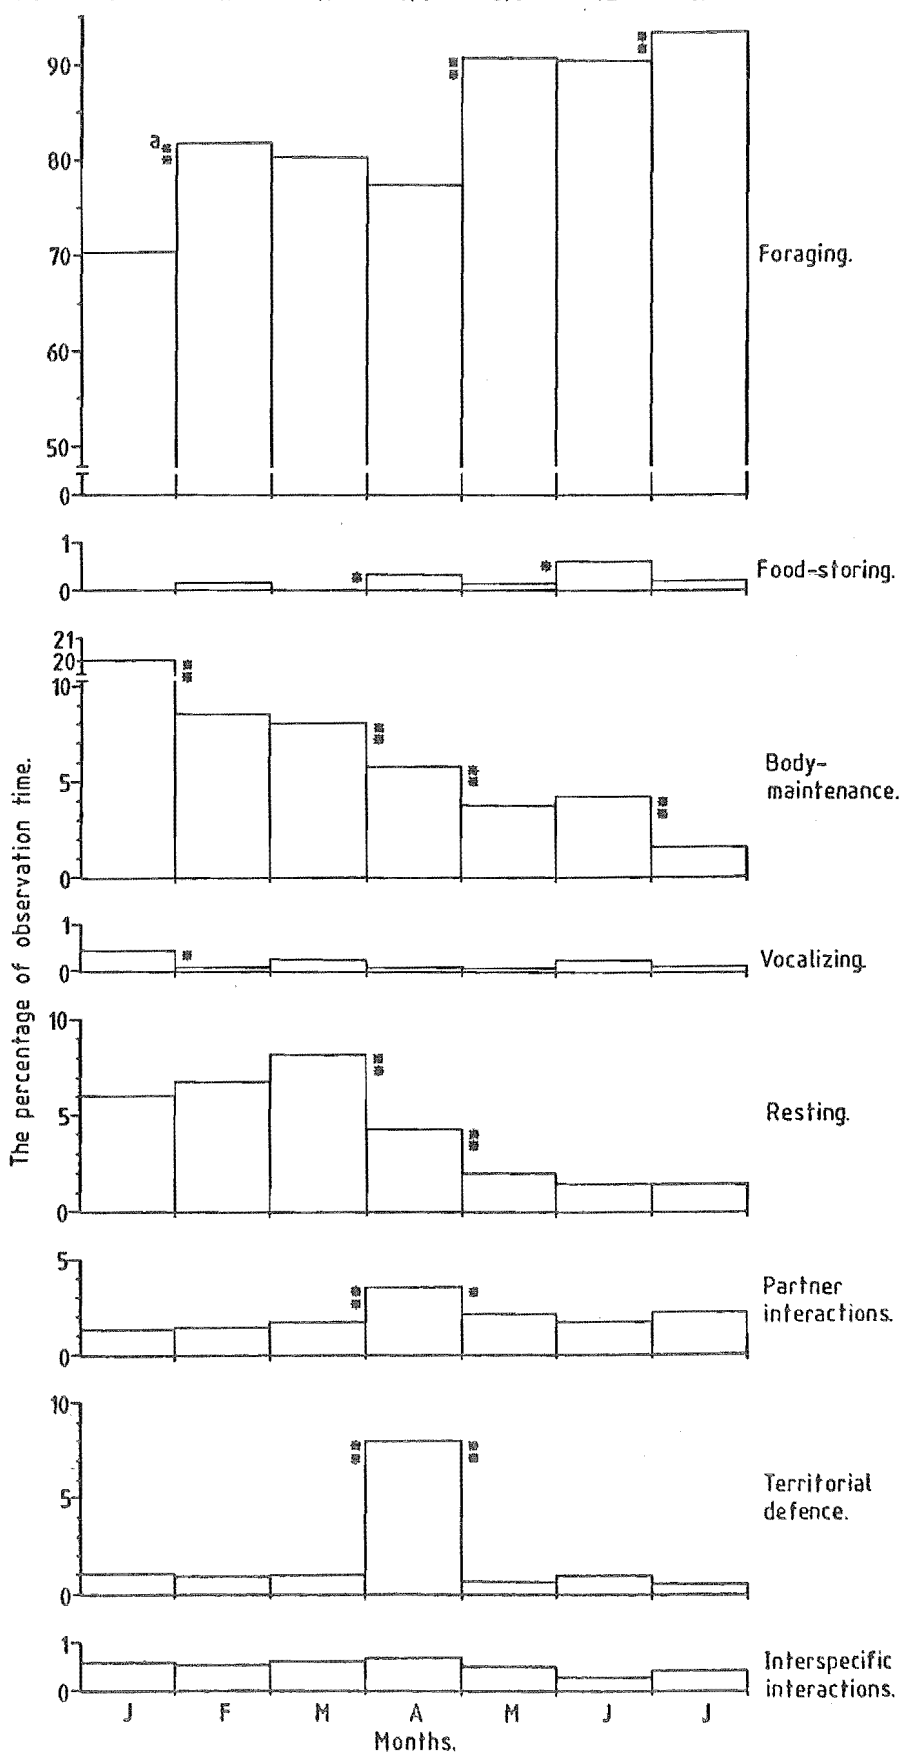 90
a
80
70
Foraging.
60
50
0
1
Food-storing.
0
21
20
10
Body-
maintenance.
5
0
1
Vocalizing.
0
10
Resting.
5
0
5
Partner
interactions.
0
10
Territorial
defence.
5
0
1
Interspecific
interactions.
0
J F M A M J J
Months.
The percentage of observation time.